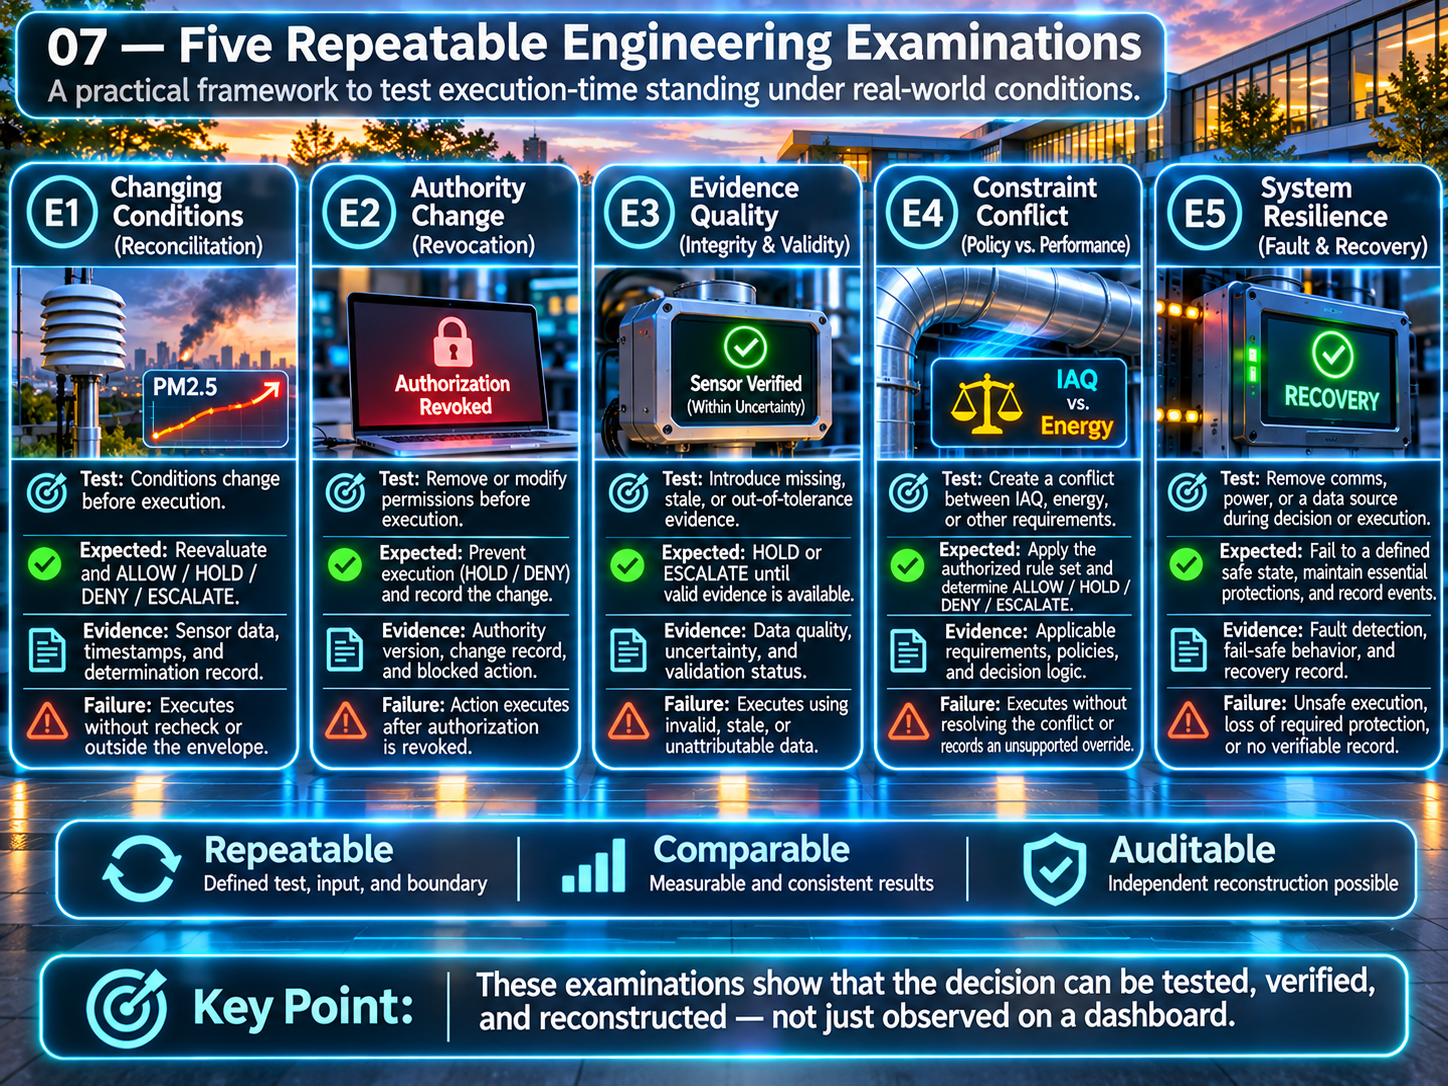 07 — Five Repeatable Engineering Examinations
A practical framework to test execution-time standing under real-world conditions.
E1
Changing
Conditions
(Reconcilitation)
PM2.5
Test: Conditions change
before execution.
Expected: Reevaluate
and ALLOW / HOLD /
DENY / ESCALATE.
Evidence: Sensor data,
timestamps, and
determination record.
Failure: Executes
without recheck or
outside the envelope.
E2
Authority
Change
(Revocation)
Authorization
Revoked
Test: Remove or modify
permissions before
execution.
Expected: Prevent
execution (HOLD / DENY)
and record the change.
Evidence: Authority
version, change record,
and blocked action.
Failure: Action executes
after authorization
is revoked.
E3
Evidence
Quality
(Integrity & Validity)
Sensor Verified
(Within Uncertainty)
Test: Introduce missing,
stale, or out-of-tolerance
evidence.
Expected: HOLD or
ESCALATE until
valid evidence is available.
Evidence: Data quality,
uncertainty, and
validation status.
Failure: Executes using
invalid, stale, or
unattributable data.
E4
Constraint
Conflict
(Policy vs. Performance)
IAQ
vs.
Energy
Test: Create a conflict
between IAQ, energy,
or other requirements.
Expected: Apply the
authorized rule set and
determine ALLOW / HOLD /
DENY / ESCALATE.
Evidence: Applicable
requirements, policies,
and decision logic.
Failure: Executes without
resolving the conflict or
records an unsupported override.
E5
System
Resilience
(Fault & Recovery)
RECOVERY
Test: Remove comms,
power, or a data source
during decision or execution.
Expected: Fail to a defined
safe state, maintain essential
protections, and record events.
Evidence: Fault detection,
fail-safe behavior, and
recovery record.
Failure: Unsafe execution,
loss of required protection,
or no verifiable record.
Repeatable
Defined test, input, and boundary
Comparable
Measurable and consistent results
Auditable
Independent reconstruction possible
Key Point:
These examinations show that the decision can be tested, verified,
and reconstructed — not just observed on a dashboard.